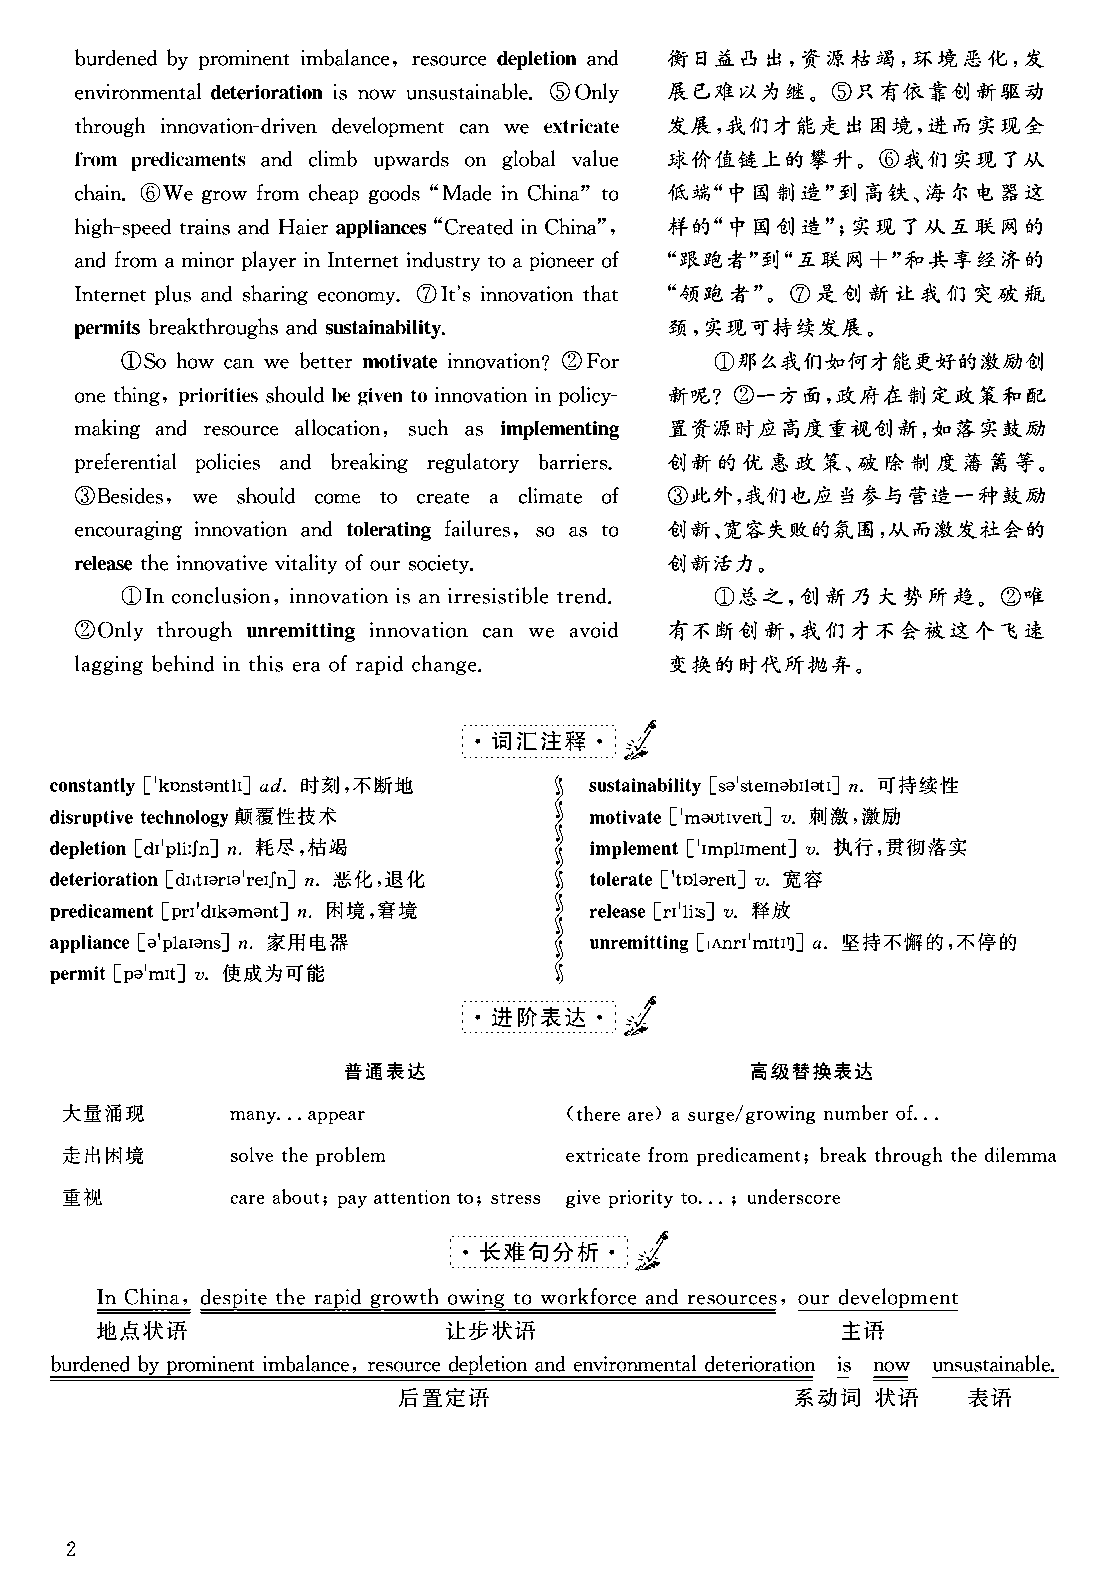 burdened by prominent imbalance, resource depletion and
environmental deterioration is now unsustainable. ⑤Only
through innovation-driven development can we extricate
from predicaments and climb upwards on global value
chain. ⑥We grow from cheap goods “Made in China” to
high-speed trains and Haier appliances “Created in China”,
and from a minor player in Internet industry to a pioneer of
Internet plus and sharing economy. ⑦It's innovation that
permits breakthroughs and sustainability.
①So how can we better motivate innovation? ②For
one thing, priorities should be given to innovation in policy-
making and resource allocation, such as implementing
preferential policies and breaking regulatory barriers.
③Besides, we should come to create a climate of
encouraging innovation and tolerating failures, so as to
release the innovative vitality of our society.
①In conclusion, innovation is an irresistible trend.
②Only through unremitting innovation can we avoid
lagging behind in this era of rapid change.
衡日益凸出,资源枯竭,环境恶化,发
展已难以为继。⑤只有依靠创新驱动
发展,我们才能走出困境,进而实现全
球价值链上的攀升。⑥我们实现了从
低端“中国制造”到高铁、海尔电器这
样的“中国创造”;实现了从互联网的
“跟跑者”到“互联网+”和共享经济的
“领跑者”。⑦是创新让我们突破瓶
颈,实现可持续发展。
①那么我们如何才能更好的激励创
新呢?②一方面,政府在制定政策和配
置资源时应高度重视创新,如落实鼓励
创新的优惠政策、破除制度藩篱等。
③此外,我们也应当参与营造一种鼓励
创新、宽容失败的氛围,从而激发社会的
创新活力。
①总之,创新乃大势所趋。②唯
有不断创新,我们才不会被这个飞速
变换的时代所抛弃。
·词汇注释·
constantly [ˈkɒnstəntlɪ] ad. 时刻,不断地
disruptive technology 颠覆性技术
depletion [dɪˈpliːʃn] n. 耗尽,枯竭
deterioration [dɪˌtɪərɪəˈreɪʃn] n. 恶化,退化
predicament [prɪˈdɪkəmənt] n. 困境,窘境
appliance [əˈplaɪəns] n. 家用电器
permit [pəˈmɪt] v. 使成为可能
sustainability [səˈsteɪnəbɪlətɪ] n. 可持续性
motivate [ˈməʊtɪveɪt] v. 刺激,激励
implement [ˈɪmplɪment] v. 执行,贯彻落实
tolerate [ˈtɒləreɪt] v. 宽容
release [rɪˈliːs] v. 释放
unremitting [ˌʌnrɪˈmɪtɪŋ] a. 坚持不懈的,不停的
·进阶表达·
普通表达 高级替换表达
大量涌现 many...appear (there are) a surge/growing number of...
走出困境 solve the problem extricate from predicament; break through the dilemma
重视 care about; pay attention to; stress give priority to...; underscore
·长难句分析·
In China, despite the rapid growth owing to workforce and resources, our development
地点状语 让步状语 主语
burdened by prominent imbalance, resource depletion and environmental deterioration is now unsustainable.
后置定语 系动词 状语 表语
2